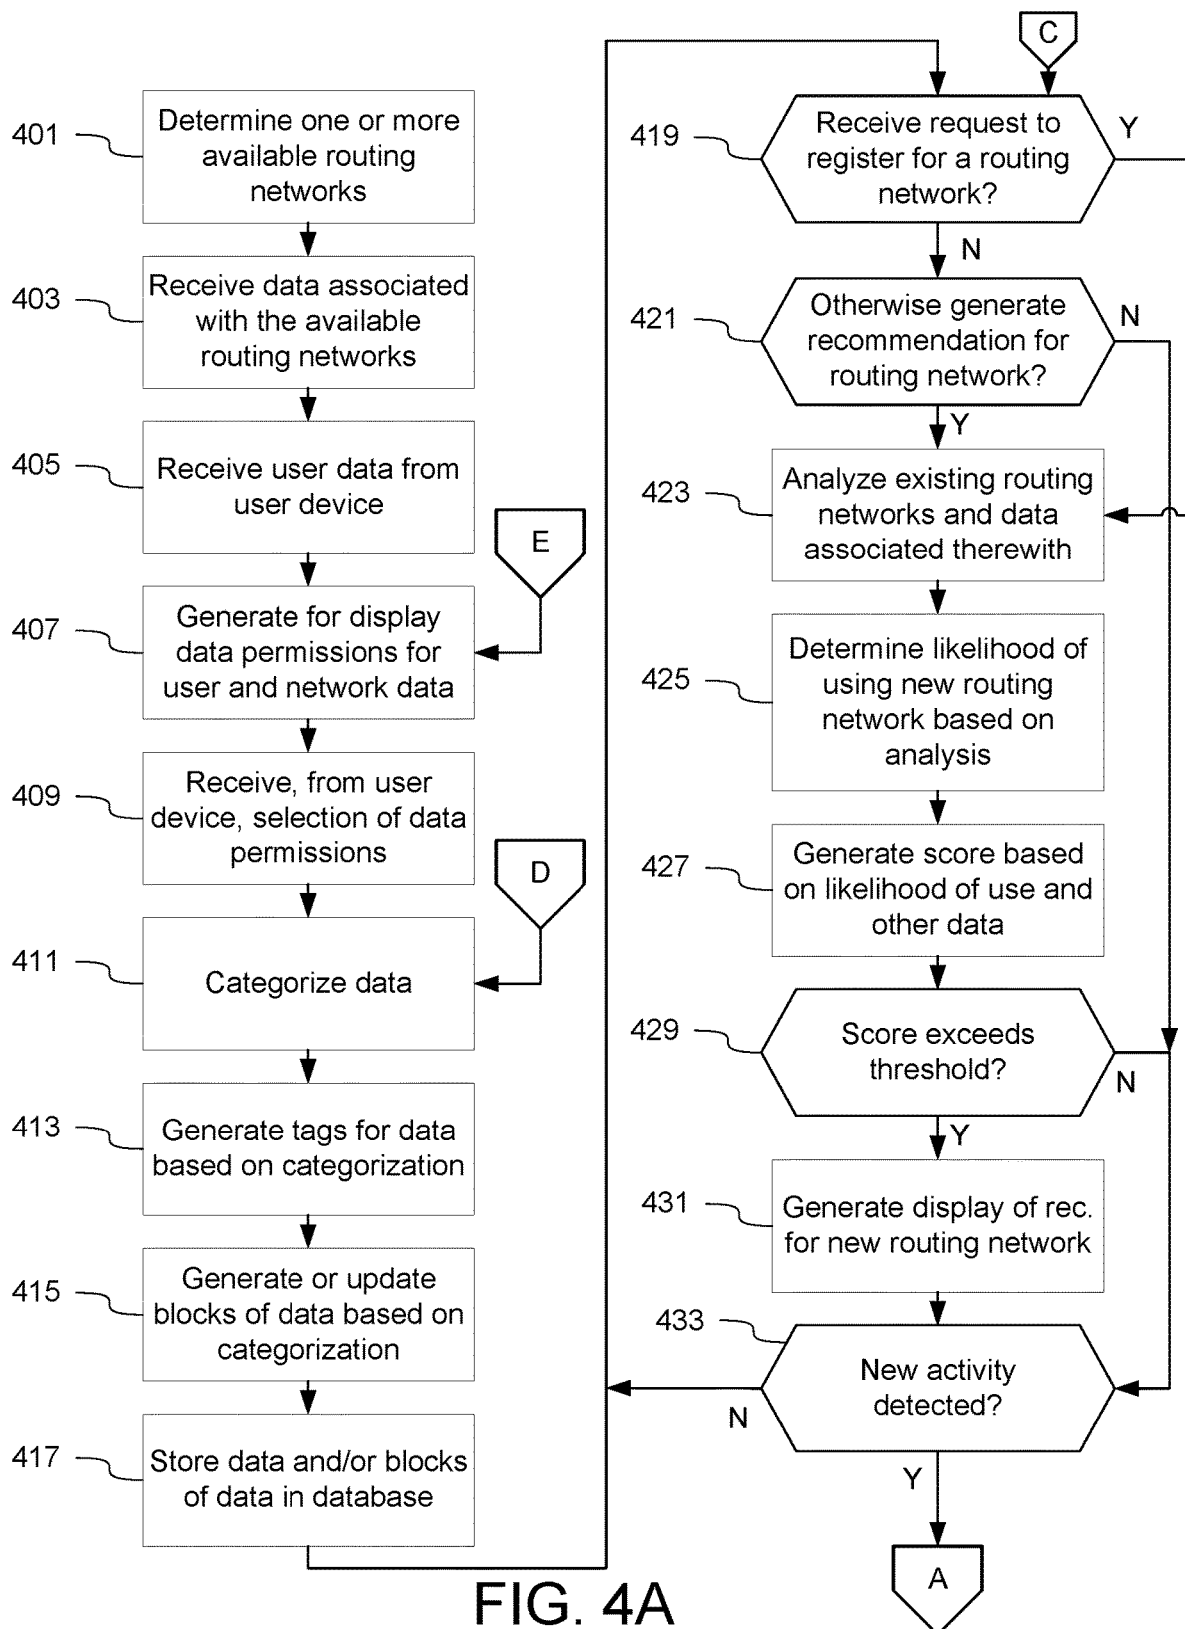 401
Determine one or more
available routing
networks
403
Receive data associated
with the available
routing networks
405
Receive user data from
user device
E
407
Generate for display
data permissions for
user and network data
409
Receive, from user
device, selection of data
permissions
D
411
Categorize data
413
Generate tags for data
based on categorization
415
Generate or update
blocks of data based on
categorization
417
Store data and/or blocks
of data in database
C
419
Receive request to
register for a routing
network?
Y
N
421
Otherwise generate
recommendation for
routing network?
N
Y
423
Analyze existing routing
networks and data
associated therewith
425
Determine likelihood of
using new routing
network based on
analysis
427
Generate score based
on likelihood of use and
other data
429
Score exceeds
threshold?
N
Y
431
Generate display of rec.
for new routing network
433
New activity
detected?
N
Y
A
FIG. 4A